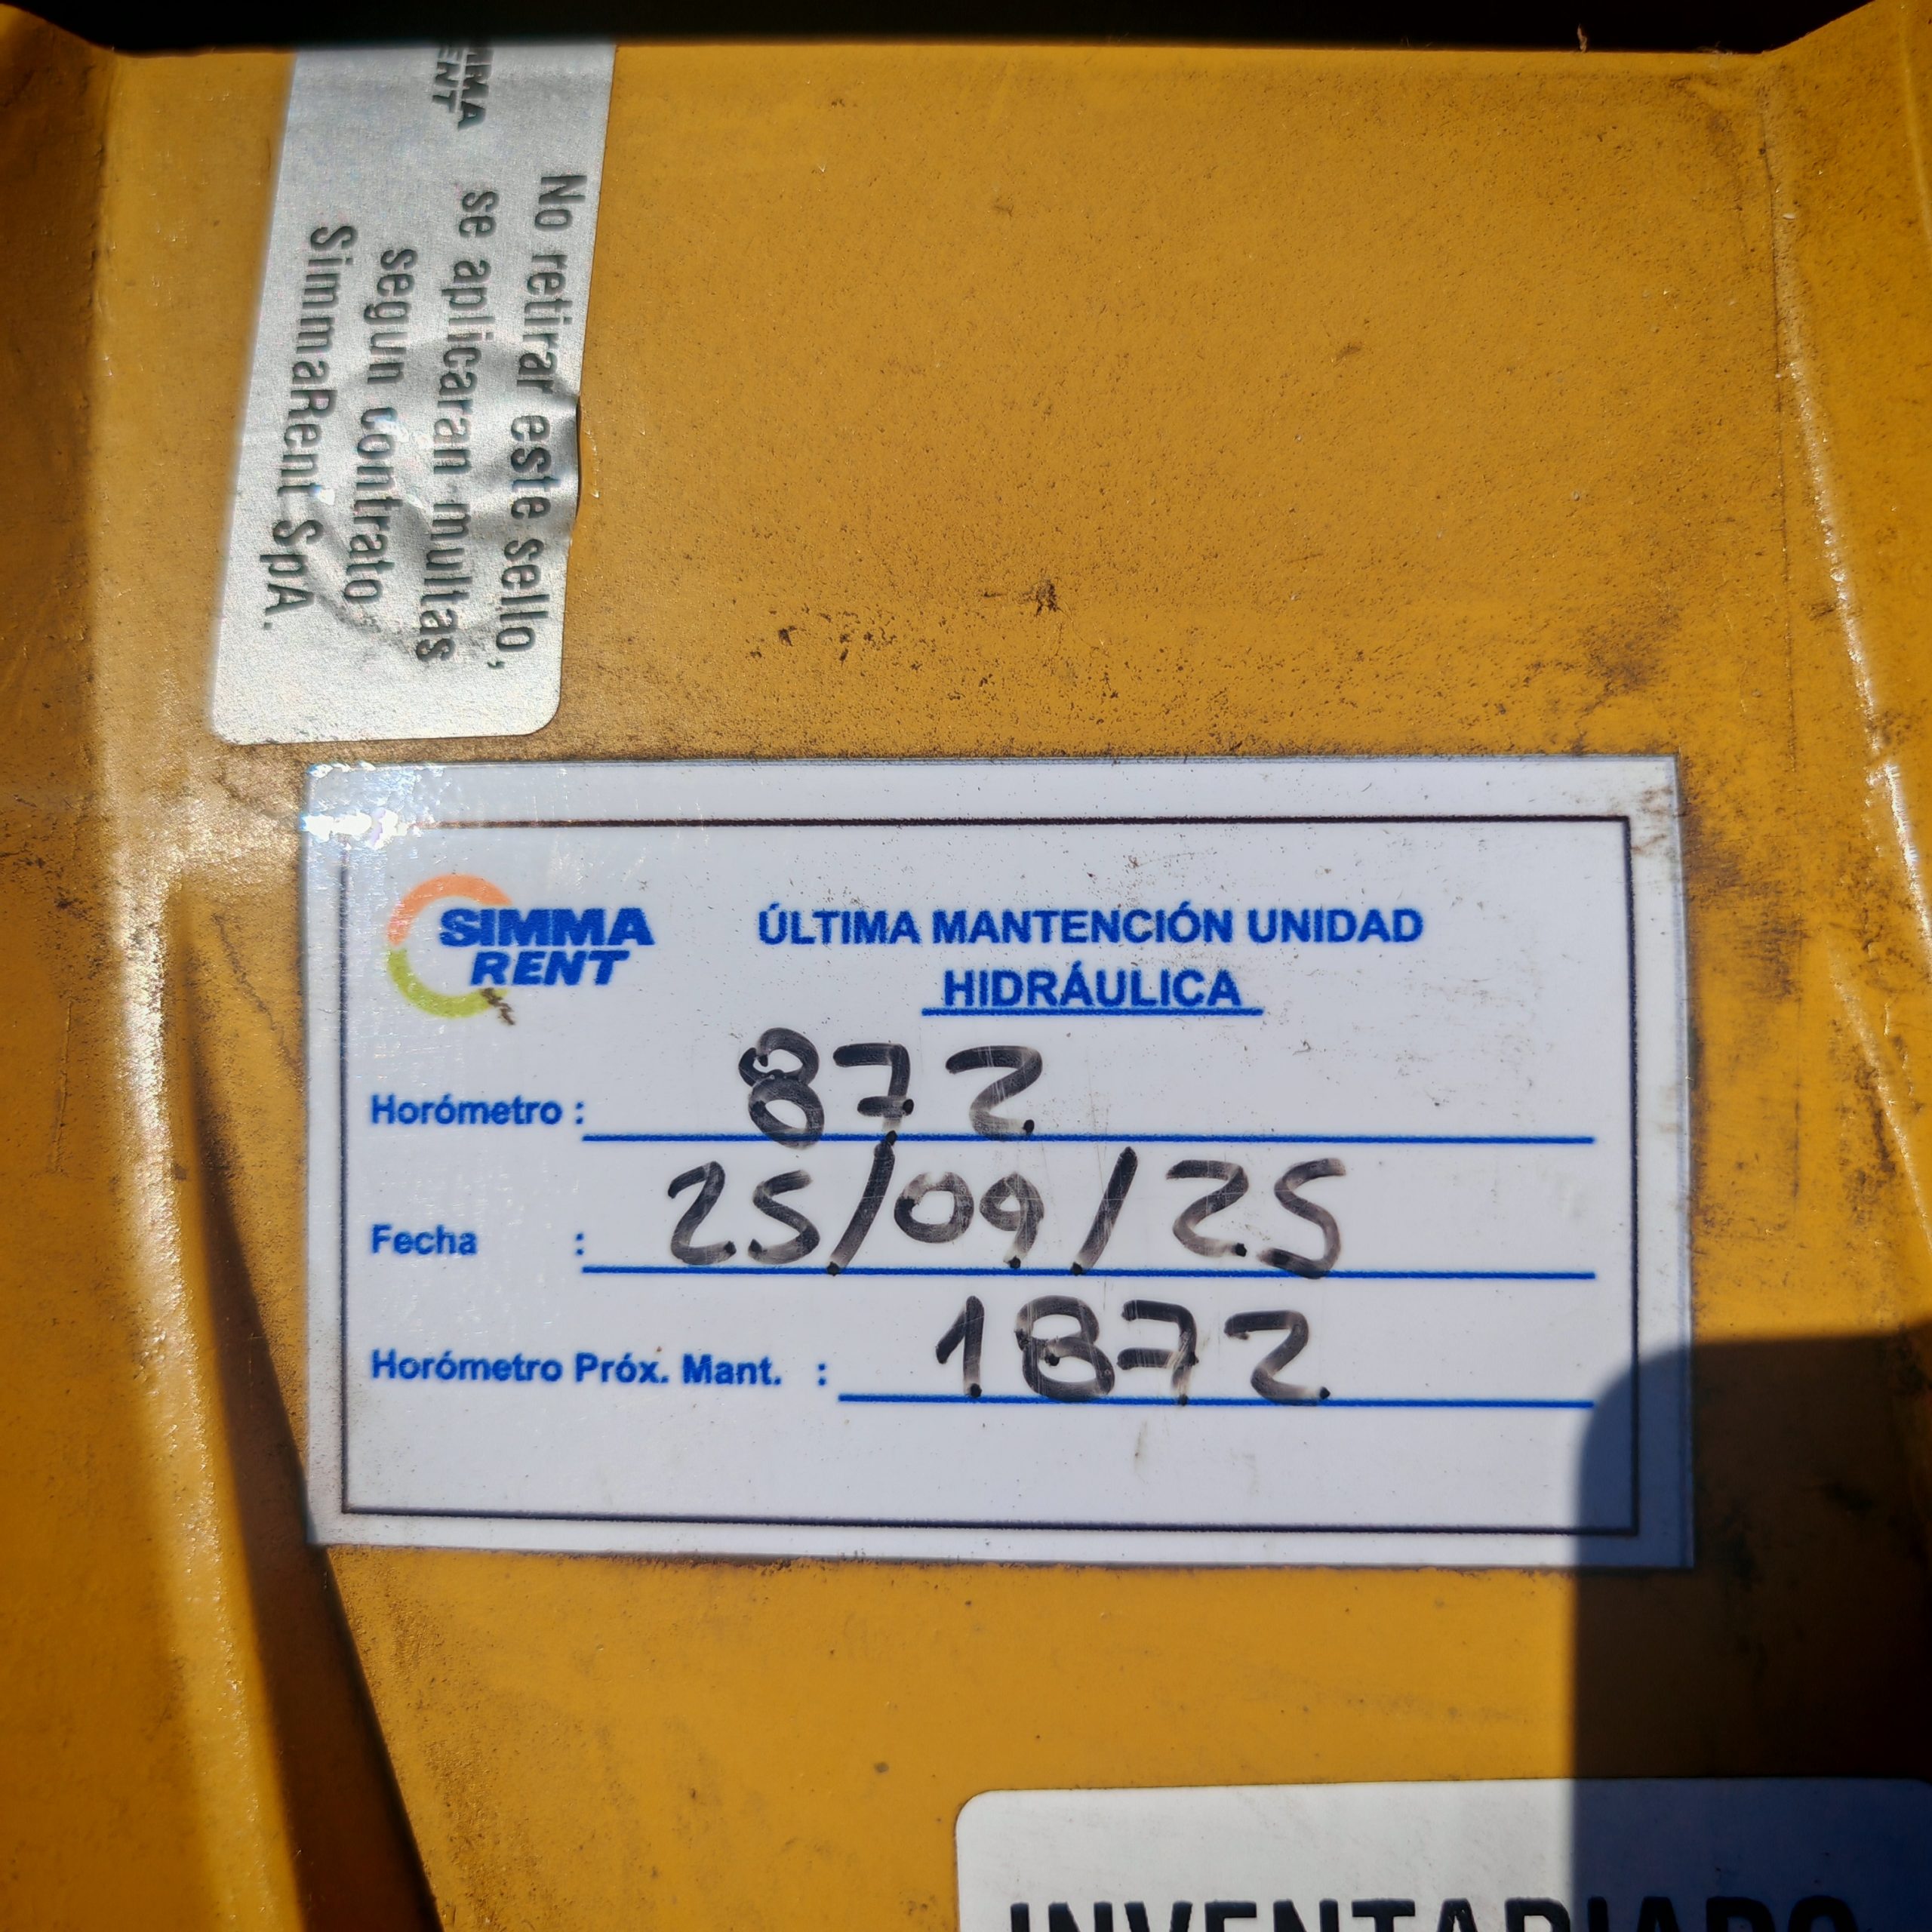 SIMMA
RENT
No retirar este sello,
se aplicaran multas
segun contrato
SimmaRent SpA.
SIMMA
RENT
ÚLTIMA MANTENCIÓN UNIDAD
HIDRÁULICA
Horómetro : 872
Fecha : 25/09/25
Horómetro Próx. Mant. : 1872
INVENTARIADO